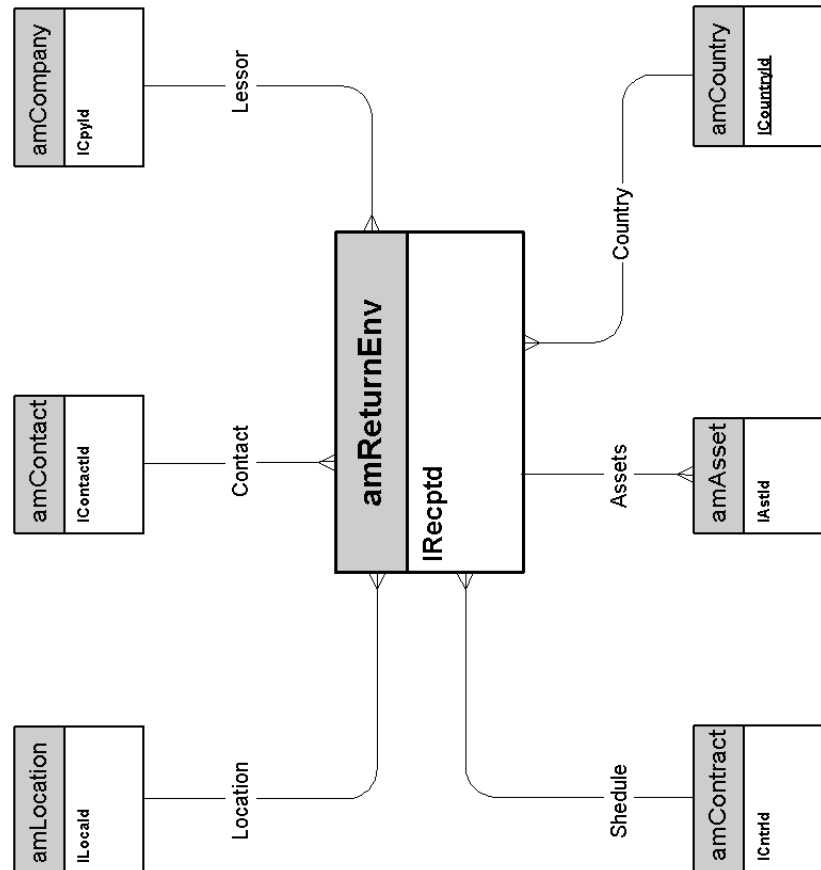 amLocation
lLocaId
amContact
lContactId
amCompany
lCpyId
Location
Contact
Lessor
amReturnEnv
lRecptd
Shedule
Assets
Country
amContract
lCntrId
amAsset
lAstId
amCountry
lCountryId